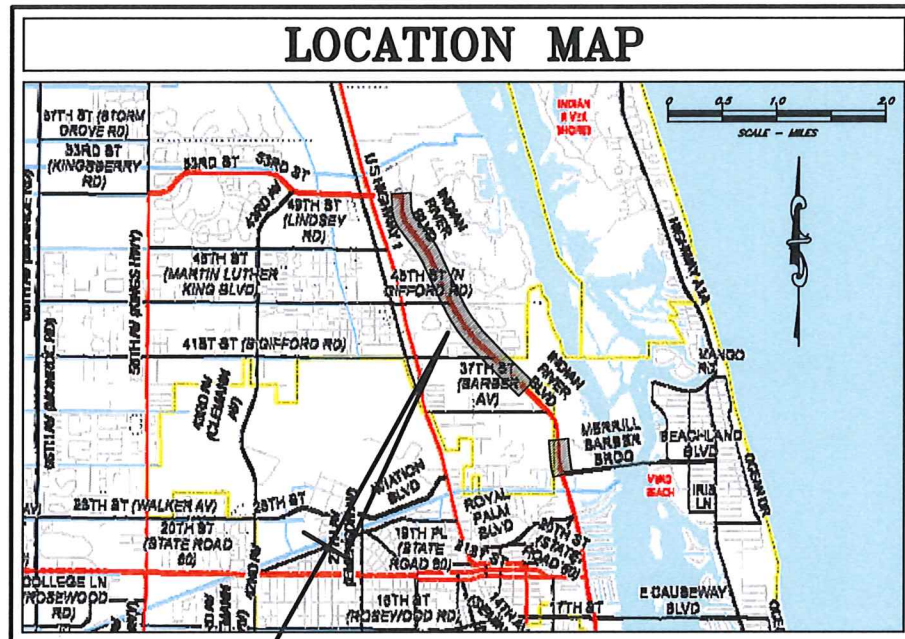 LOCATION MAP
57TH ST (STORM
GROVE RD)
53RD ST
(KINGSBERRY
RD)
53RD ST
53RD ST
49TH ST
(LINDSEY
RD)
43RD AV
US HIGHWAY 1
INDIAN
RIVER
BLVD
INDIAN
RIVER
SHORES
0 0.5 1.0 2.0
SCALE - MILES
HIGHWAY A1A
45TH ST
(MARTIN LUTHER
KING BLVD)
45TH ST (N
GIFFORD RD)
41ST ST (S GIFFORD RD)
58TH AV (KINGS HWY)
43RD AV
(CLEMANN
AV)
37TH ST
(BARBER
AV)
INDIAN
RIVER
BLVD
MERRILL
BARBER
BRDG
MANGO
RD
BEACHLAND
BLVD
OCEAN DR
IRIS
LN
VERO
BEACH
AVIATION
BLVD
26TH ST (WALKER AV)
26TH ST
20TH ST
(STATE ROAD
60)
43RD AV
ROYAL
PALM
BLVD
19TH PL
(STATE
ROAD 60)
21ST
ST
20TH ST
(STATE
ROAD 60)
COLLEGE LN
(ROSEWOOD
RD)
16TH ST
(ROSEWOOD RD)
17TH ST
E CAUSEWAY
BLVD